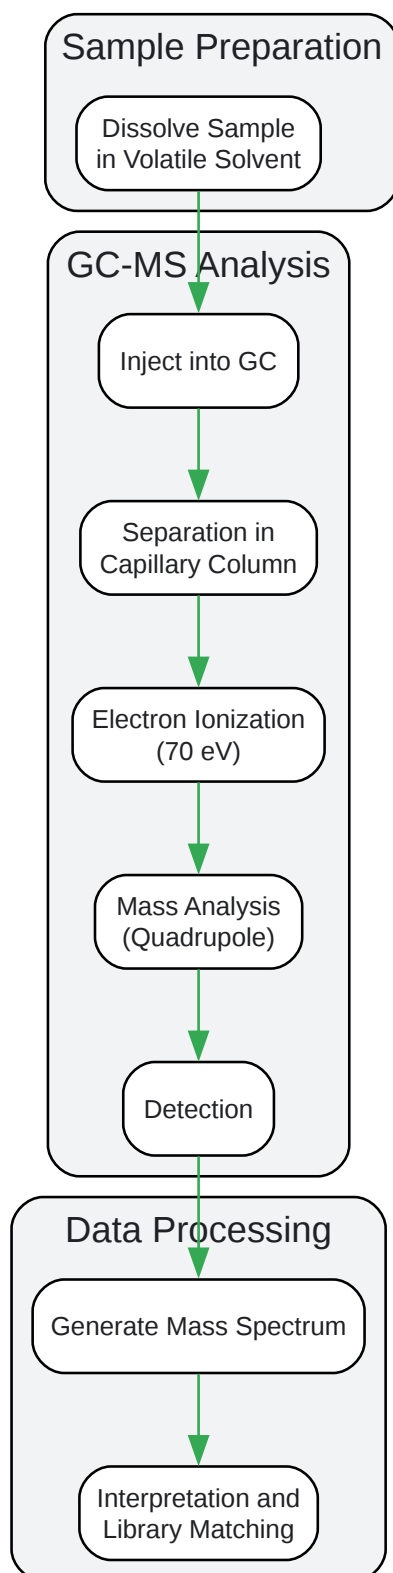 Sample Preparation
Dissolve Sample
in Volatile Solvent
GC-MS Analysis
Inject into GC
Separation in
Capillary Column
Electron Ionization
(70 eV)
Mass Analysis
(Quadrupole)
Detection
Data Processing
Generate Mass Spectrum
Interpretation and
Library Matching